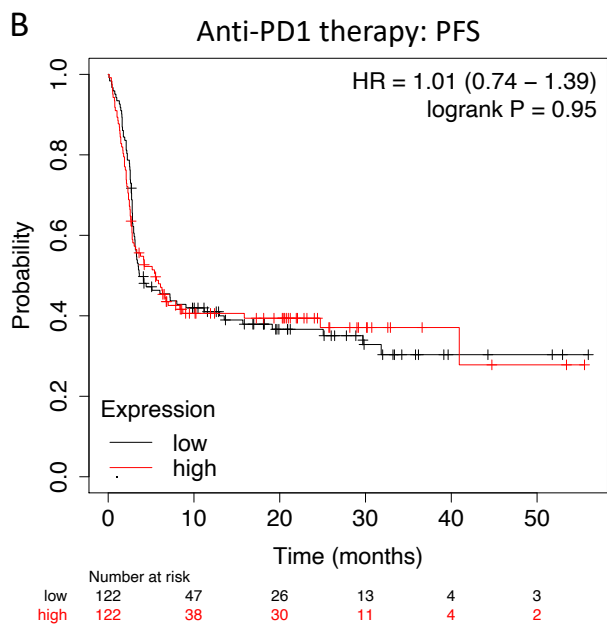 B
Anti-PD1 therapy: PFS
HR = 1.01 (0.74 − 1.39)
logrank P = 0.95
Probability
1.0
0.8
0.6
0.4
0.2
0.0
Expression
low
high
0 10 20 30 40 50
Time (months)
Number at risk
low 122 47 26 13 4 3
high 122 38 30 11 4 2